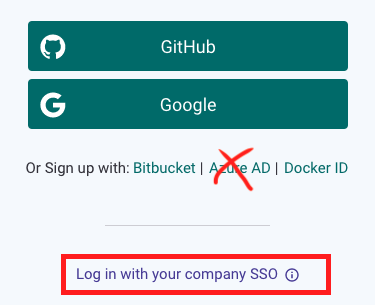 GitHub
Google
Or Sign up with: Bitbucket | Azure AD | Docker ID
Log in with your company SSO